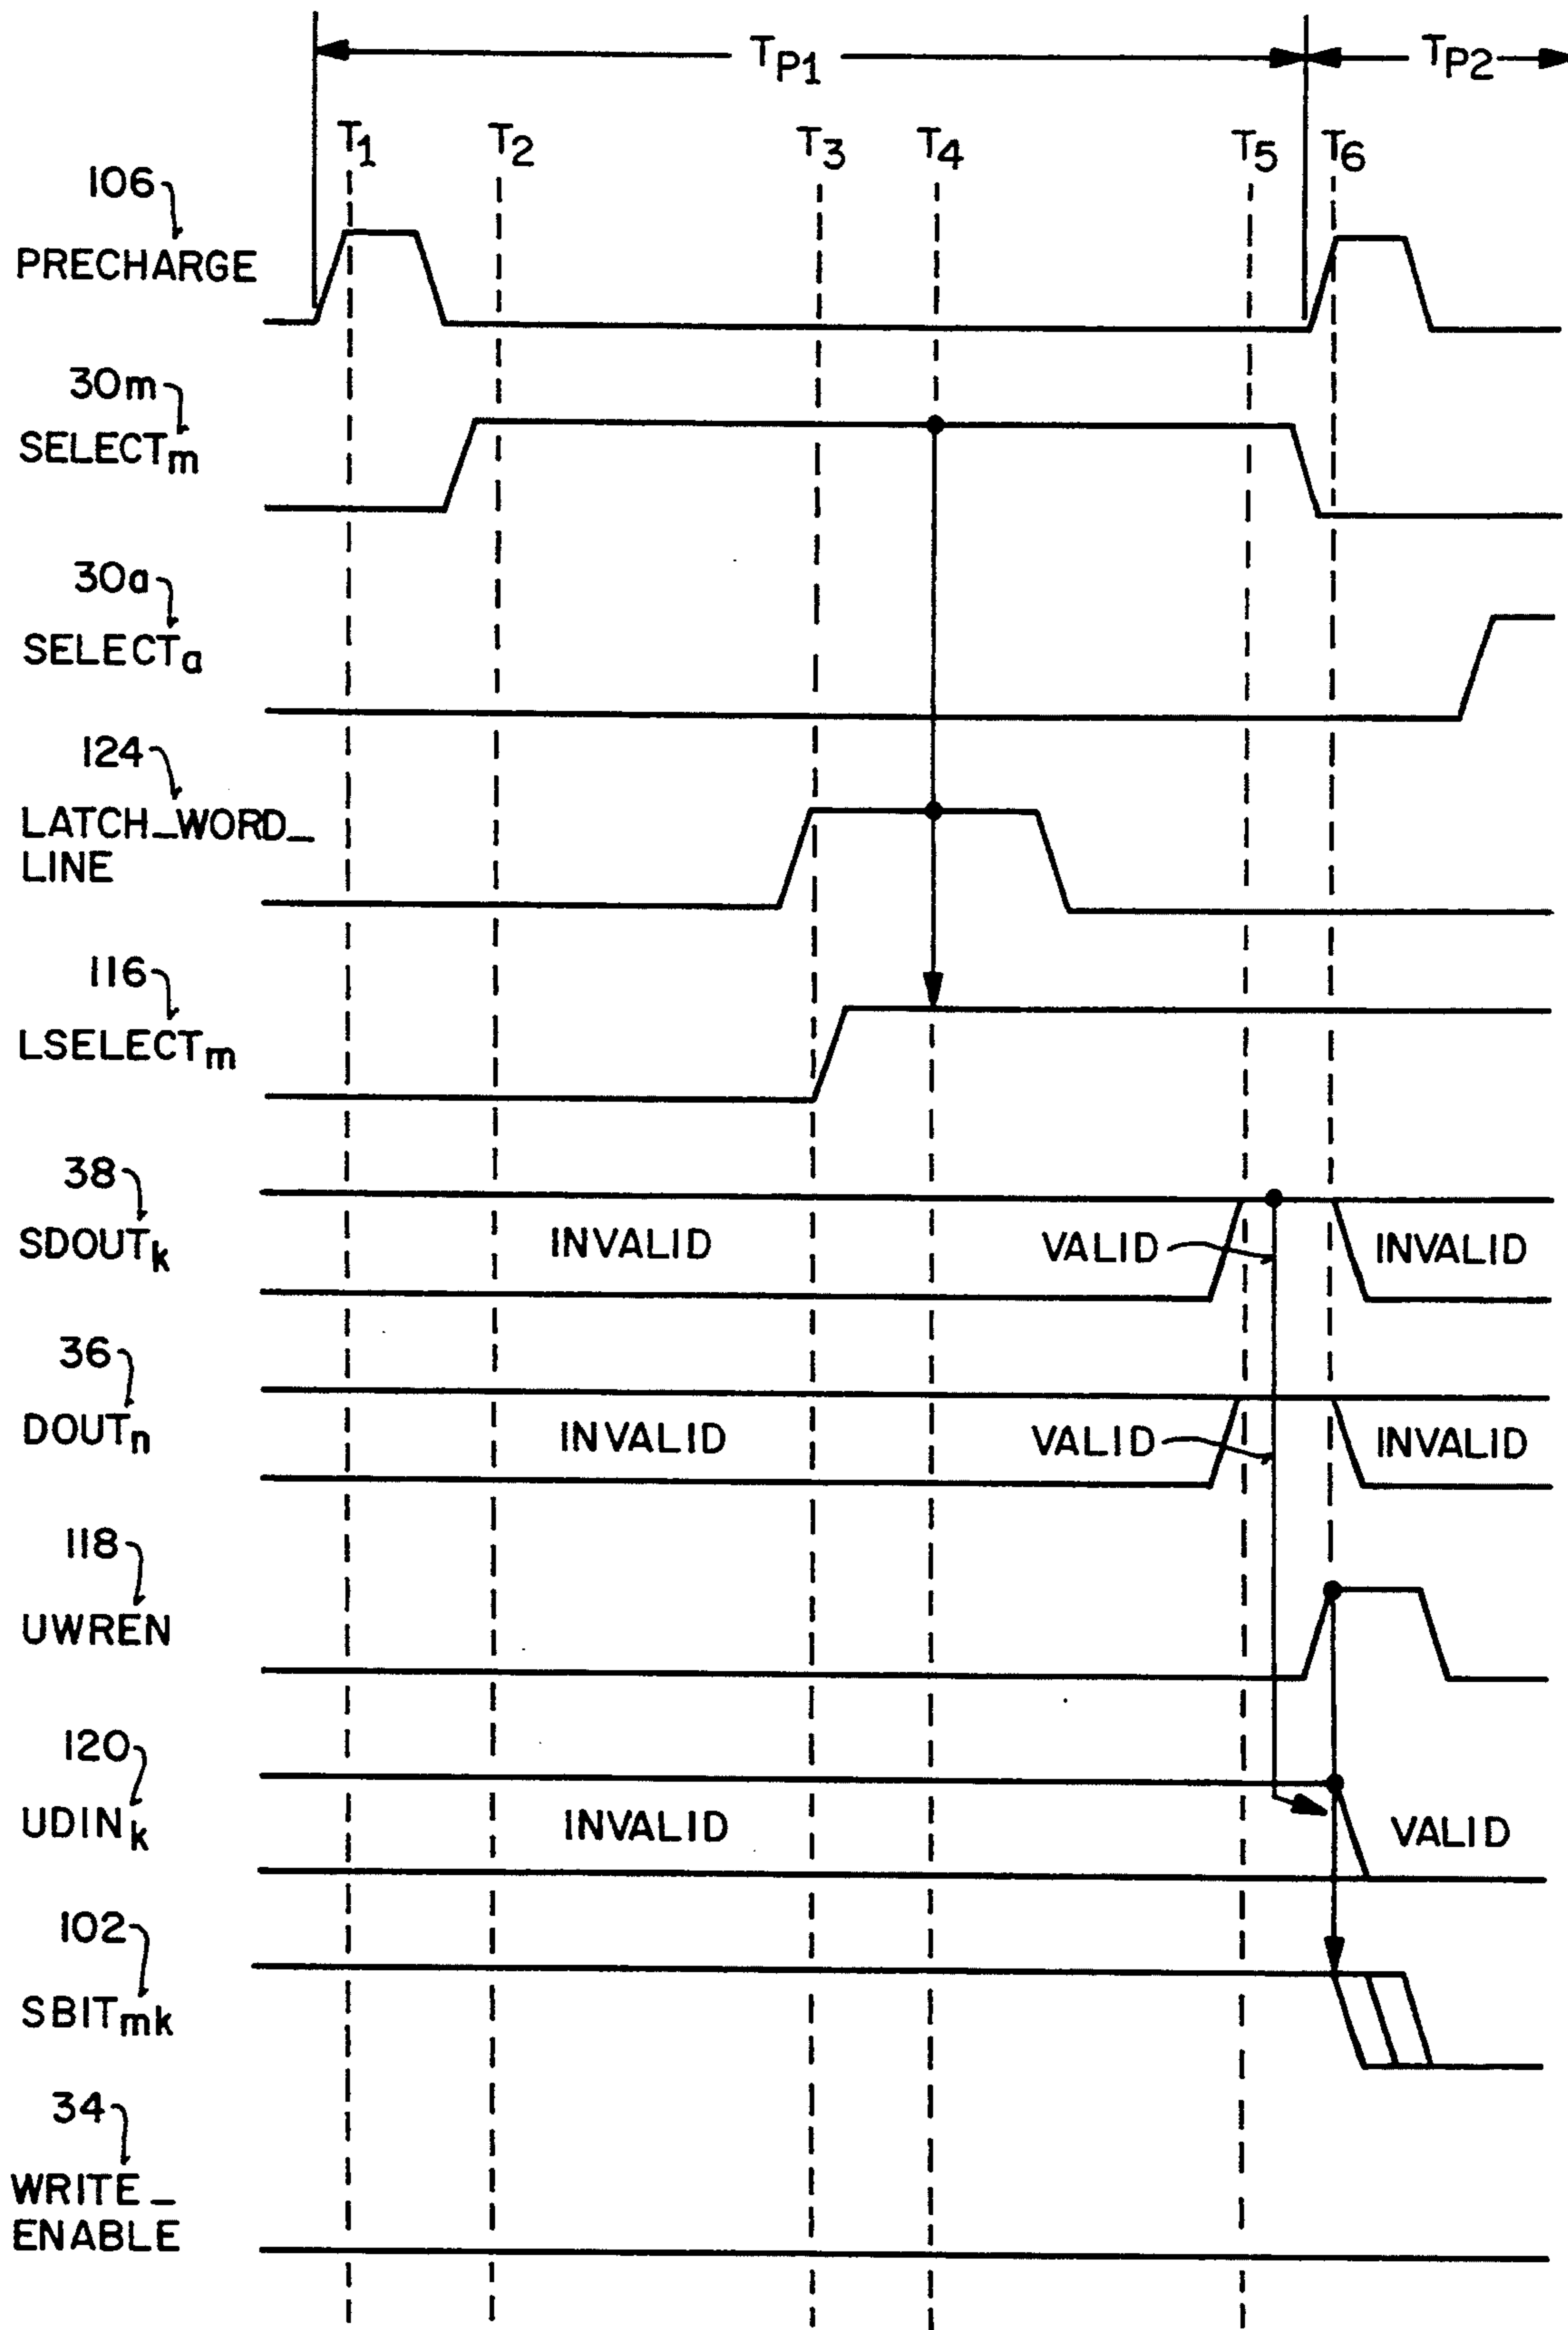 TP1 TP2
T1 T2 T3 T4 T5 T6
106
PRECHARGE
30m
SELECTm
30a
SELECTa
124
LATCH_WORD_
LINE
116
LSELECTm
38
SDOUTk INVALID VALID INVALID
36
DOUTn INVALID VALID INVALID
118
UWREN
120
UDINk INVALID VALID
102
SBITmk
34
WRITE_
ENABLE